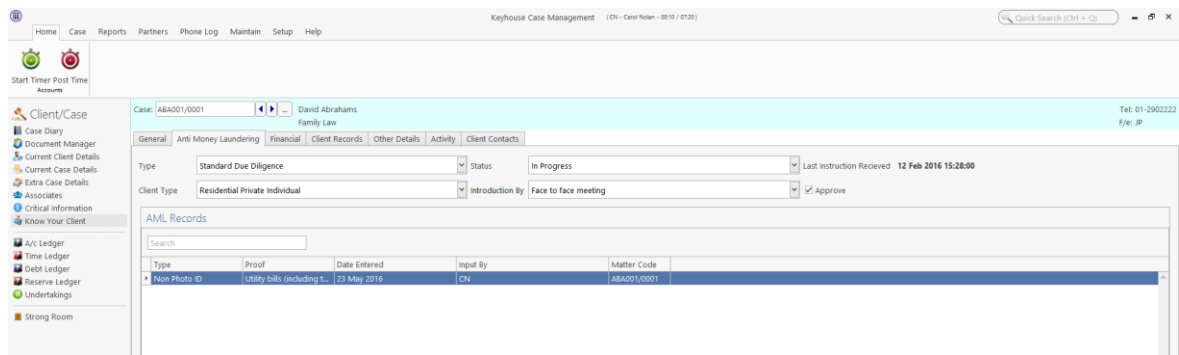 Keyhouse Case Management (CN - Carol Nolan - 00:10 / 07:20)
Quick Search (Ctrl + Q)
Home Case Reports Partners Phone Log Maintain Setup Help
Start Timer Post Time
Accounts
Client/Case
Case Diary
Document Manager
Current Client Details
Current Case Details
Extra Case Details
Associates
Critical Information
Know Your Client
A/c Ledger
Time Ledger
Debt Ledger
Reserve Ledger
Undertakings
Strong Room
Case: ABA001/0001 ... David Abrahams Tel: 01-2902222
Family Law F/e: JP
General Anti Money Laundering Financial Client Records Other Details Activity Client Contacts
Type Standard Due Diligence Status In Progress Last Instruction Recieved 12 Feb 2016 15:28:00
Client Type Residential Private Individual Introduction By Face to face meeting Approve
AML Records
Search
Type Proof Date Entered Input By Matter Code
Non Photo ID Utility bills (including t... 23 May 2016 CN ABA001/0001